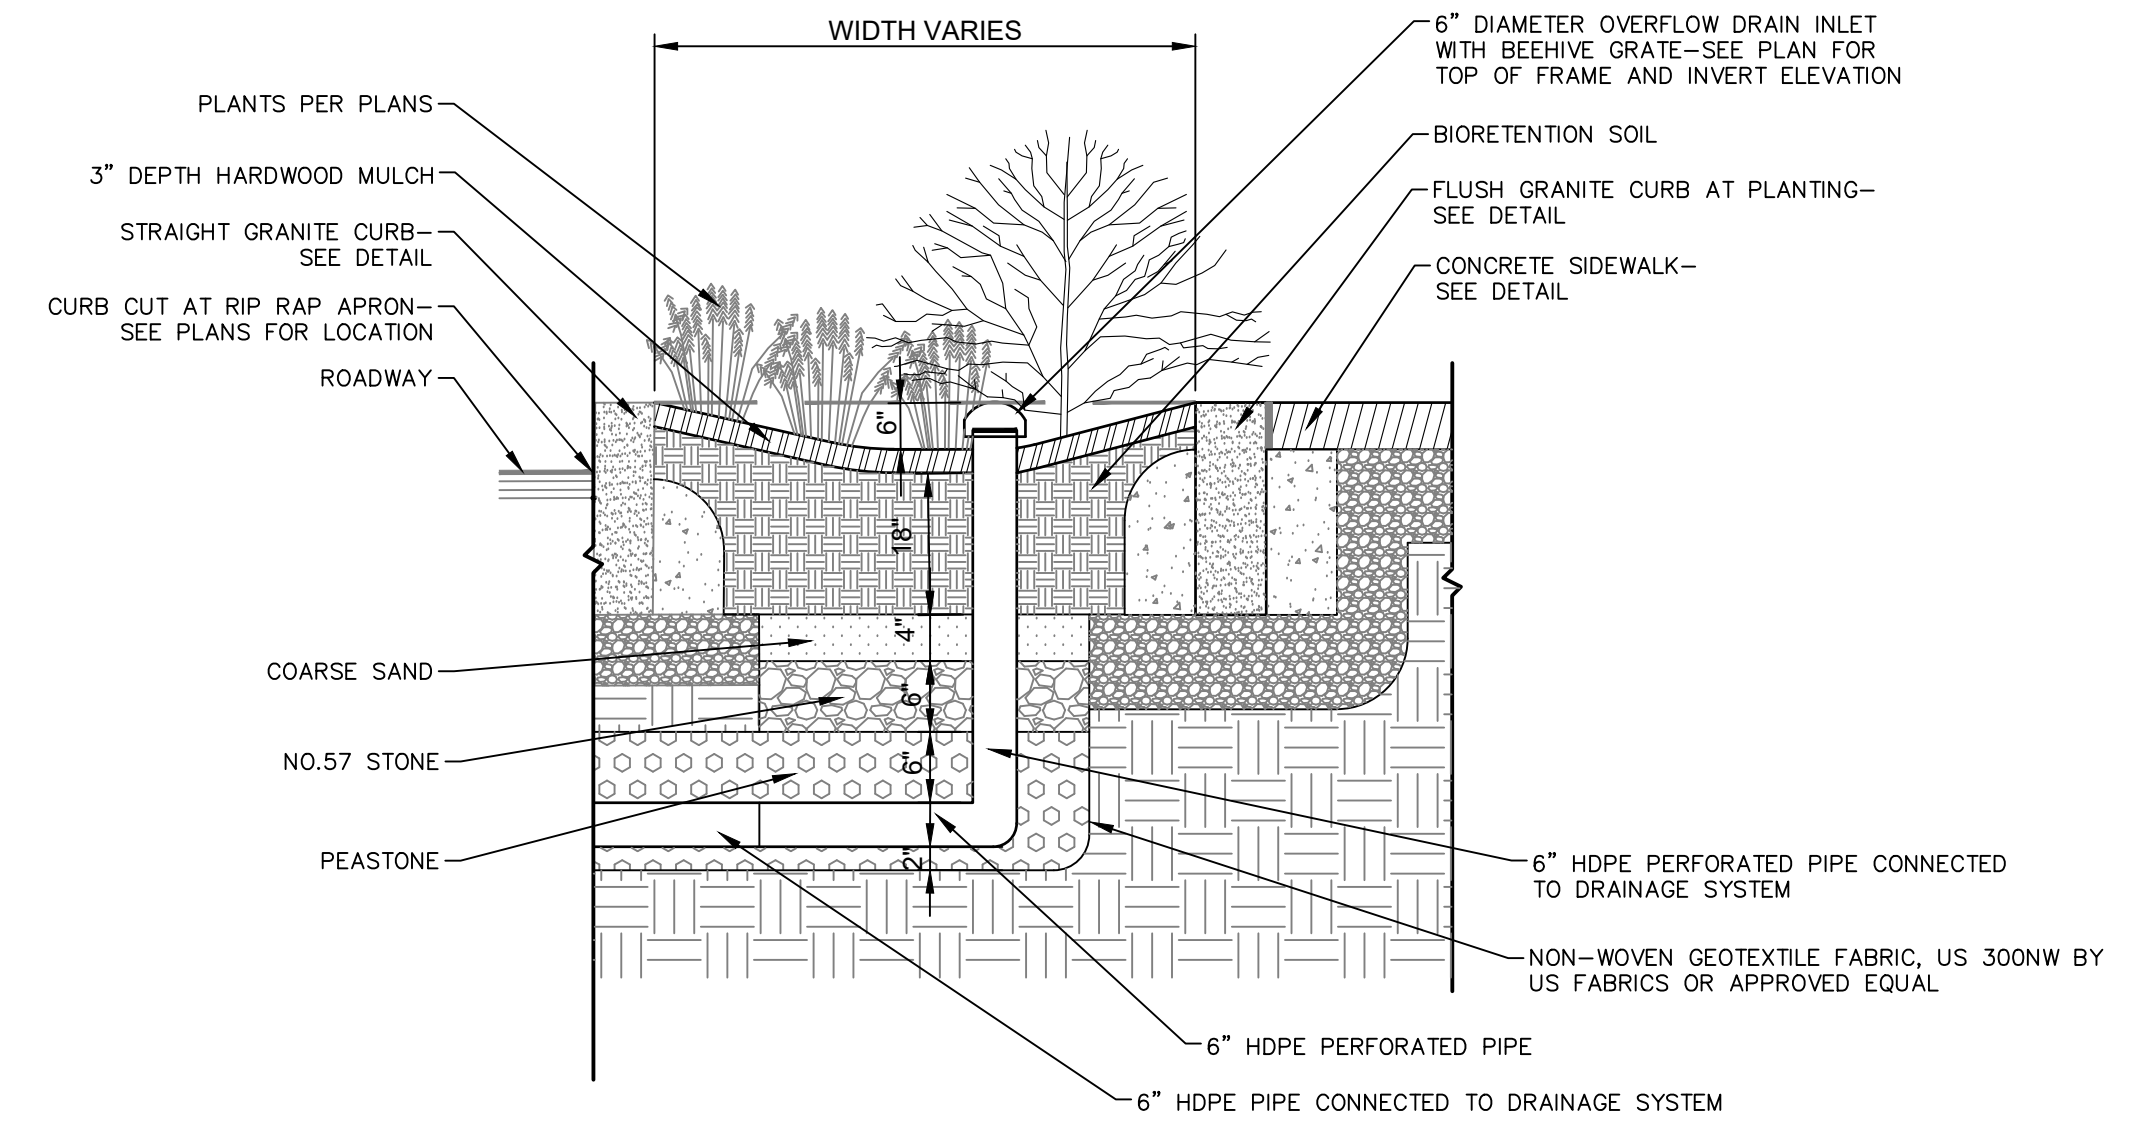 WIDTH VARIES
6” DIAMETER OVERFLOW DRAIN INLET
WITH BEEHIVE GRATE–SEE PLAN FOR
TOP OF FRAME AND INVERT ELEVATION
PLANTS PER PLANS
BIORETENTION SOIL
3” DEPTH HARDWOOD MULCH
FLUSH GRANITE CURB AT PLANTING–
SEE DETAIL
STRAIGHT GRANITE CURB–
SEE DETAIL
CONCRETE SIDEWALK–
SEE DETAIL
CURB CUT AT RIP RAP APRON–
SEE PLANS FOR LOCATION
ROADWAY
6"
18"
4"
6"
6"
2"
COARSE SAND
NO.57 STONE
PEASTONE
6” HDPE PERFORATED PIPE CONNECTED
TO DRAINAGE SYSTEM
NON–WOVEN GEOTEXTILE FABRIC, US 300NW BY
US FABRICS OR APPROVED EQUAL
6” HDPE PERFORATED PIPE
6” HDPE PIPE CONNECTED TO DRAINAGE SYSTEM